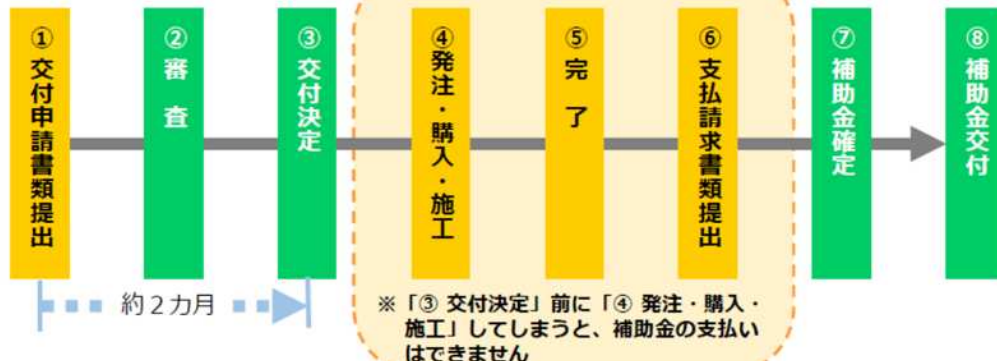 ① 交付申請書類提出
② 審査
③ 交付決定
④ 発注・購入・施工
⑤ 完了
⑥ 支払請求書類提出
⑦ 補助金確定
⑧ 補助金交付
約2カ月
※「③ 交付決定」前に「④ 発注・購入・
施工」してしまうと、補助金の支払い
はできません